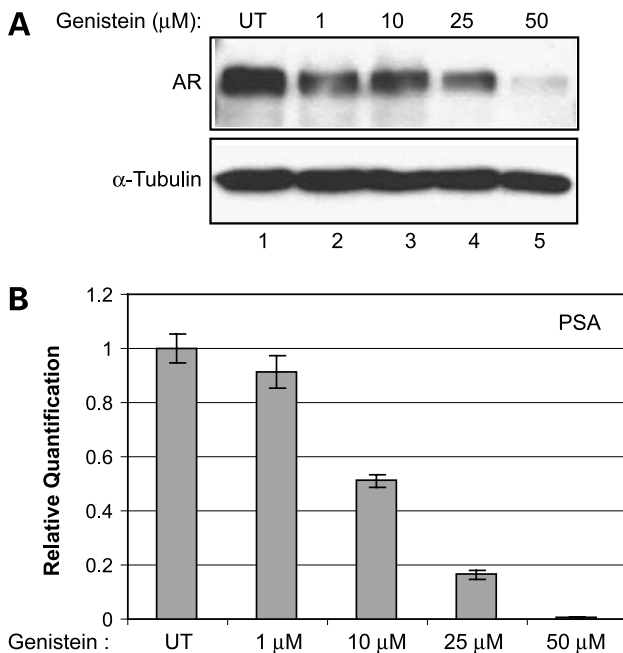 A Genistein (μM): UT 1 10 25 50
AR
α-Tubulin
1 2 3 4 5
B
1.2
PSA
1
0.8
0.6
0.4
0.2
0
Relative Quantification
Genistein : UT 1 μM 10 μM 25 μM 50 μM